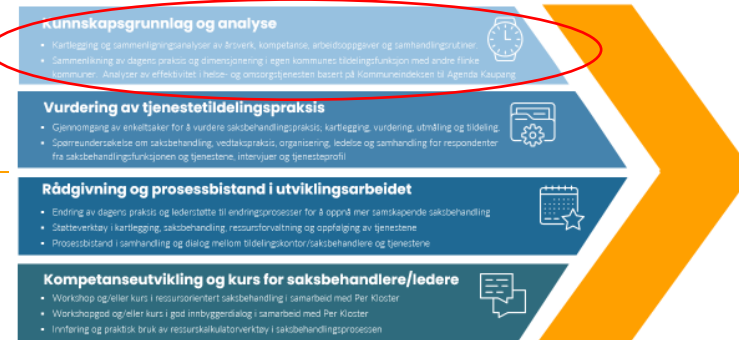 Kunnskapsgrunnlag og analyse
• Kartlegging og sammenligningsanalyser av årsverk, kompetanse, arbeidsoppgaver og samhandlingsrutiner.
• Sammenlikning av dagens praksis og dimensjonering i egen kommunes tildelingsfunksjon med andre flinke
kommuner. Analyser av effektivitet i helse- og omsorgstjenesten basert på Kommuneindeksen til Agenda Kaupang
Vurdering av tjenestetildelingspraksis
• Gjennomgang av enkeltsaker for å vurdere saksbehandlingspraksis; kartlegging, vurdering, utmåling og tildeling.
• Spørreundersøkelse om saksbehandling, vedtakspraksis, organisering, ledelse og samhandling for respondenter
fra saksbehandlingsfunksjonen og tjenestene, intervjuer og tjenesteprofil
Rådgivning og prosessbistand i utviklingsarbeidet
• Endring av dagens praksis og lederstøtte til endringsprosesser for å oppnå mer samskapende saksbehandling
• Støtteverktøy i kartlegging, saksbehandling, ressursforvaltning og oppfølging av tjenestene
• Prosessbistand i samhandling og dialog mellom tildelingskontor/saksbehandlere og tjenestene
Kompetanseutvikling og kurs for saksbehandlere/ledere
• Workshop og/eller kurs i ressursorientert saksbehandling i samarbeid med Per Kloster
• Workshopgod og/eller kurs i god innbyggerdialog i samarbeid med Per Kloster
• Innføring og praktisk bruk av ressurskalkulatorverktøy i saksbehandlingsprosessen